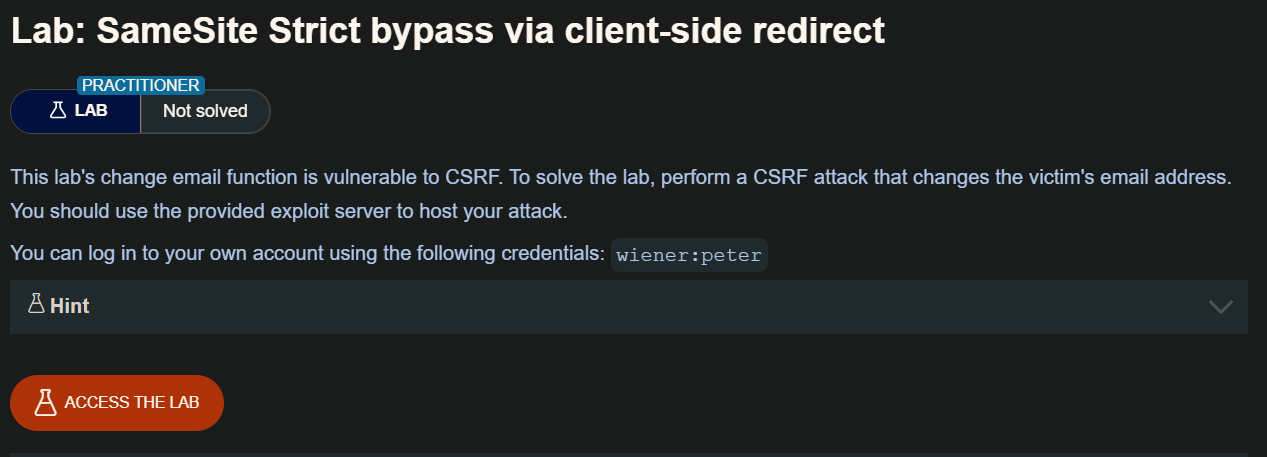 Lab: SameSite Strict bypass via client-side redirect
PRACTITIONER
LAB Not solved
This lab's change email function is vulnerable to CSRF. To solve the lab, perform a CSRF attack that changes the victim's email address.
You should use the provided exploit server to host your attack.
You can log in to your own account using the following credentials: wiener:peter
Hint
ACCESS THE LAB